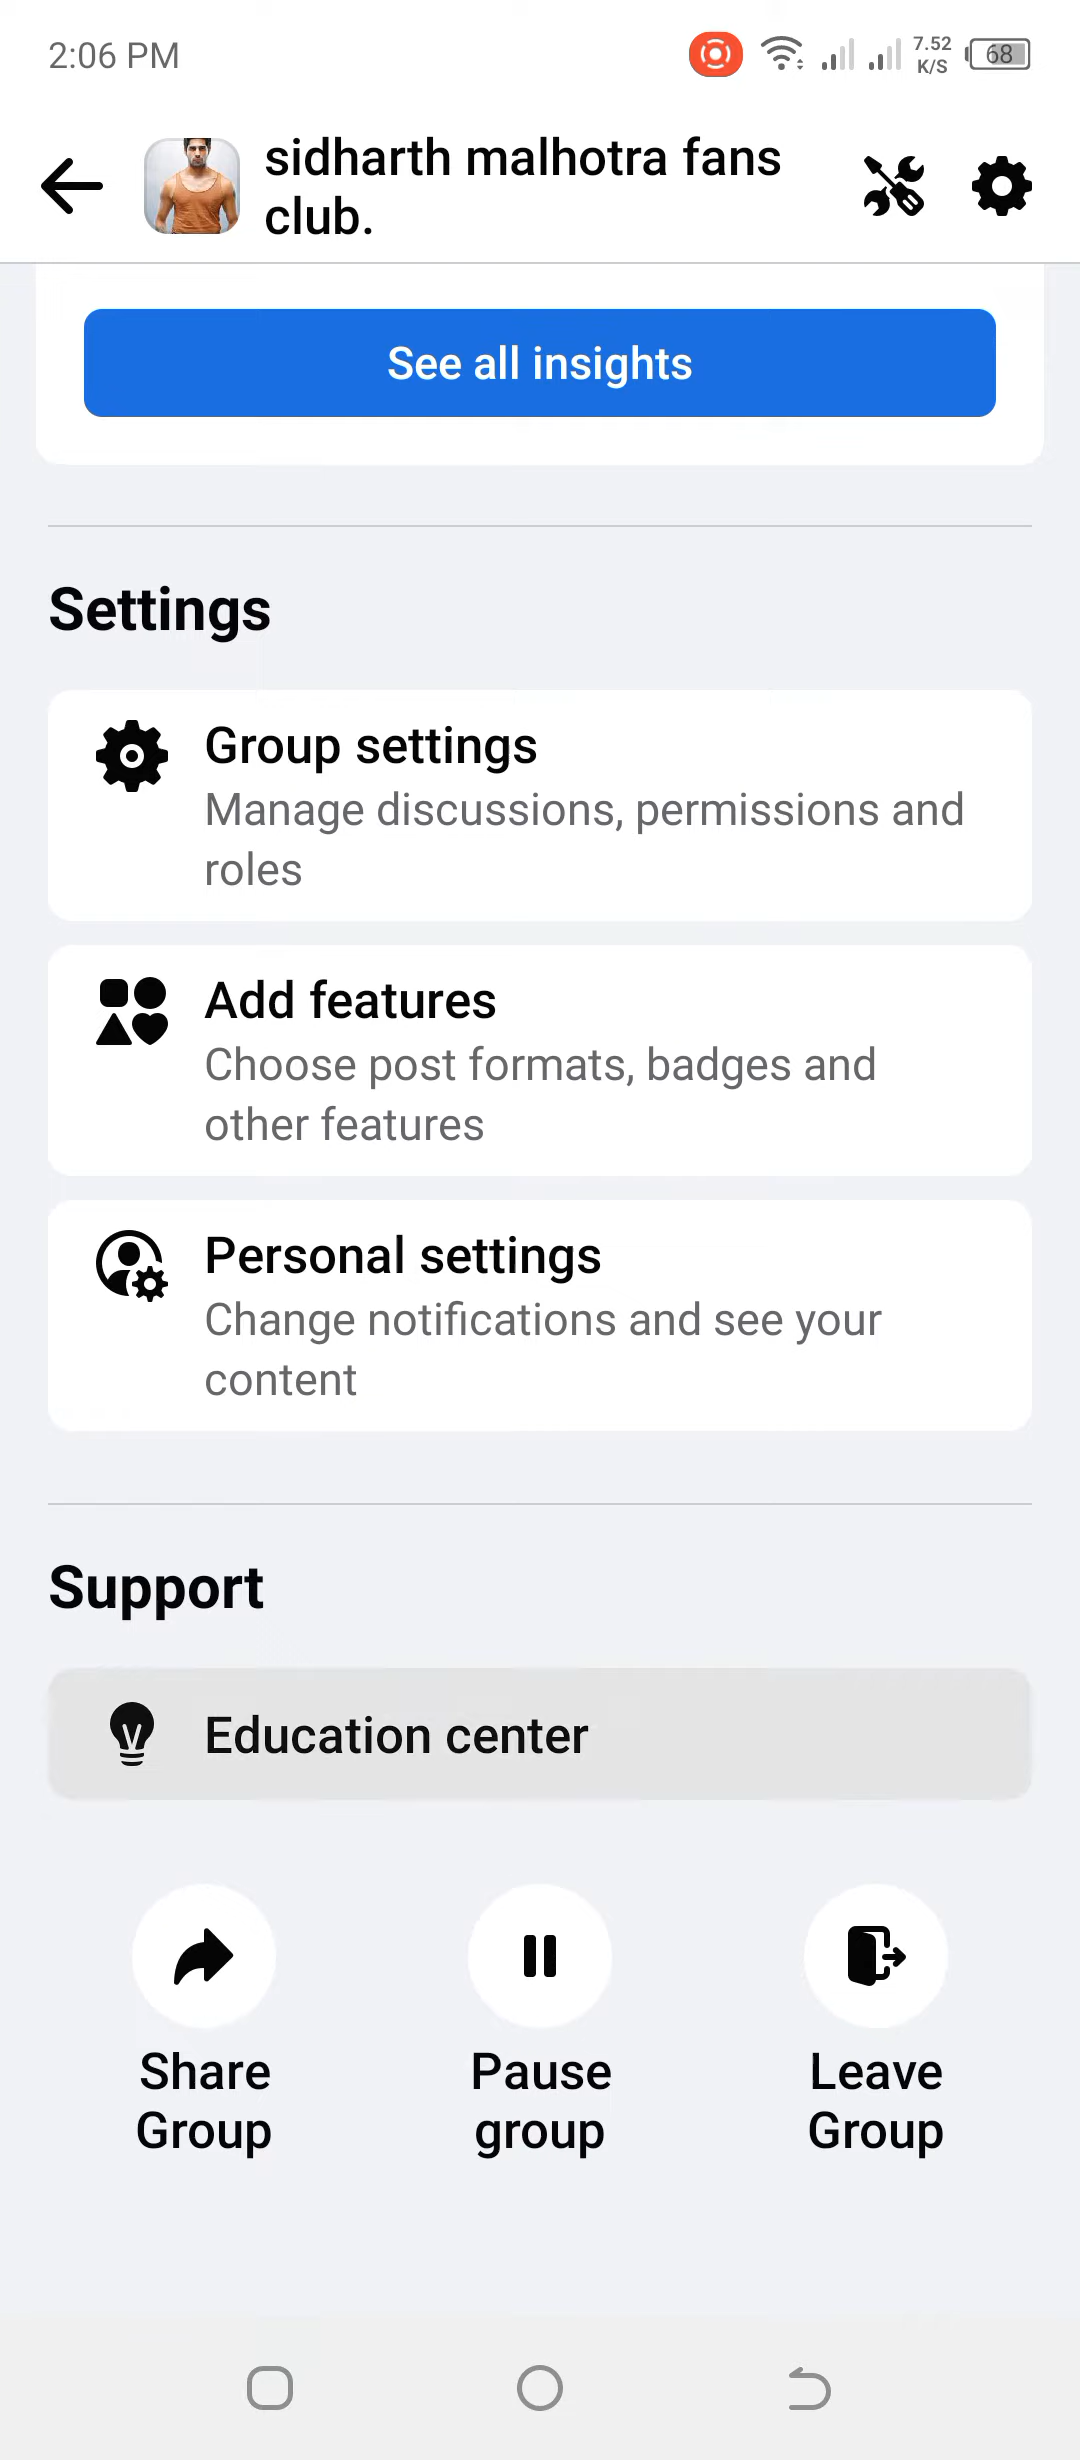 2:06 PM
7.52
K/S
68
sidharth malhotra fans
club.
See all insights
Settings
Group settings
Manage discussions, permissions and
roles
Add features
Choose post formats, badges and
other features
Personal settings
Change notifications and see your
content
Support
Education center
Share
Group
Pause
group
Leave
Group